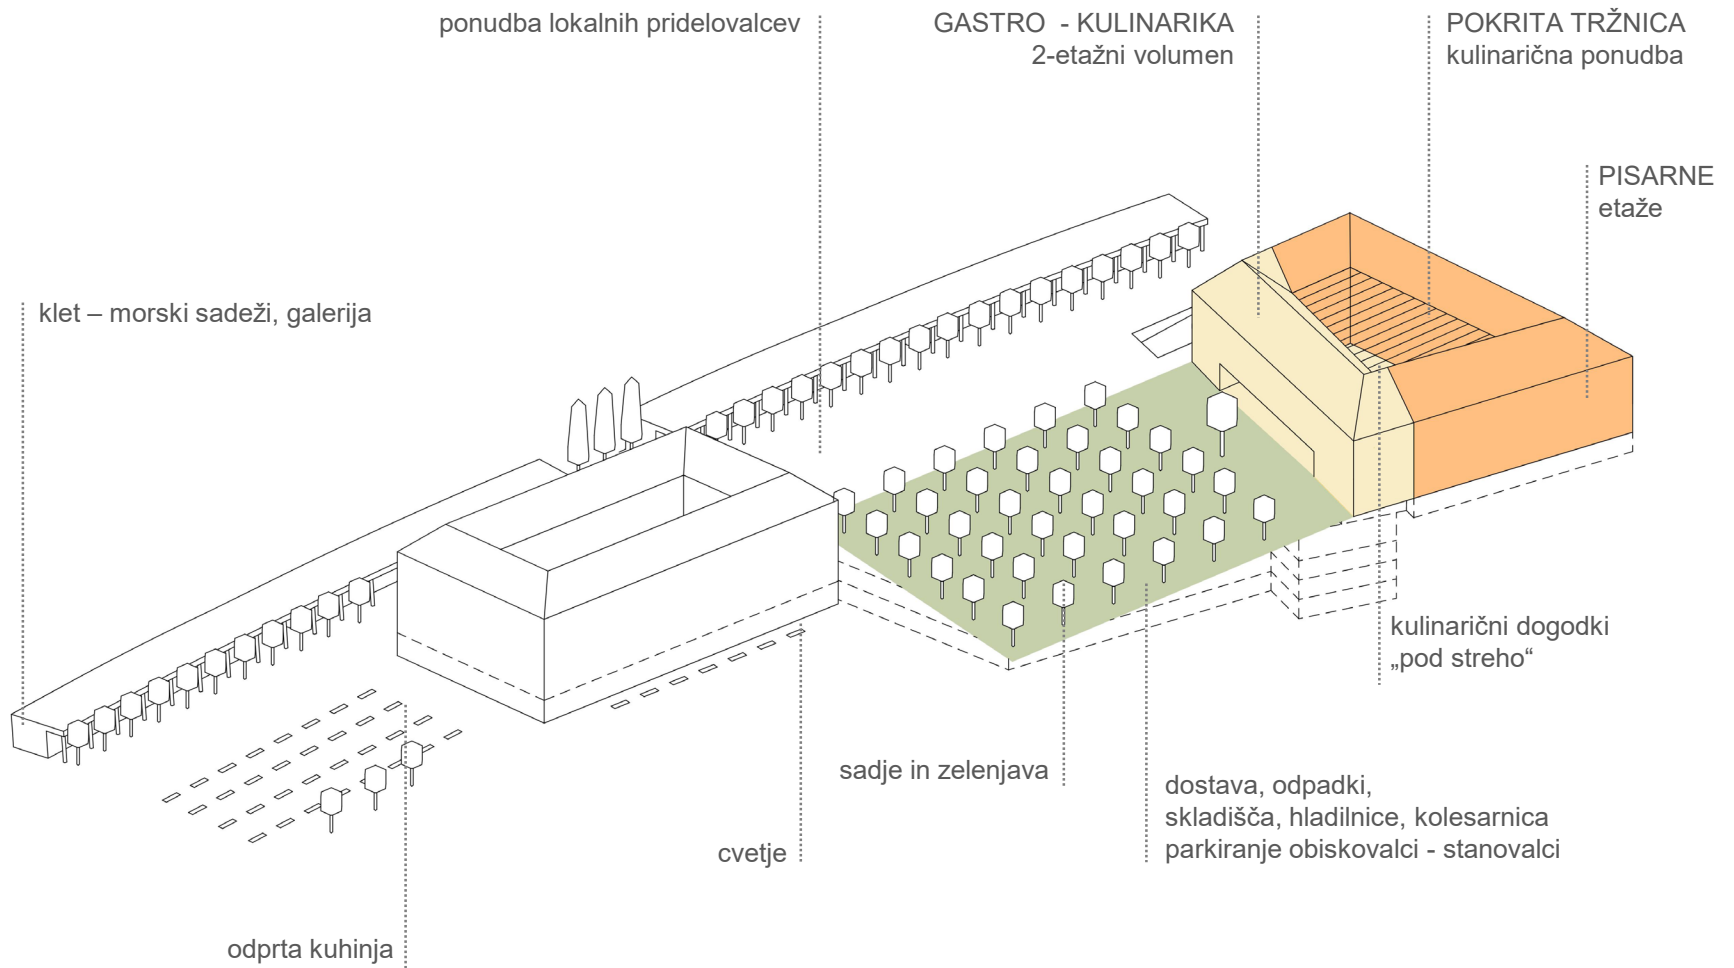 ponudba lokalnih pridelovalcev
GASTRO - KULINARIKA
2-etažni volumen
POKRITA TRŽNICA
kulinarična ponudba
PISARNE
etaže
klet – morski sadeži, galerija
kulinarični dogodki
„pod streho“
sadje in zelenjava
dostava, odpadki,
skladišča, hladilnice, kolesarnica
parkiranje obiskovalci - stanovalci
cvetje
odprta kuhinja